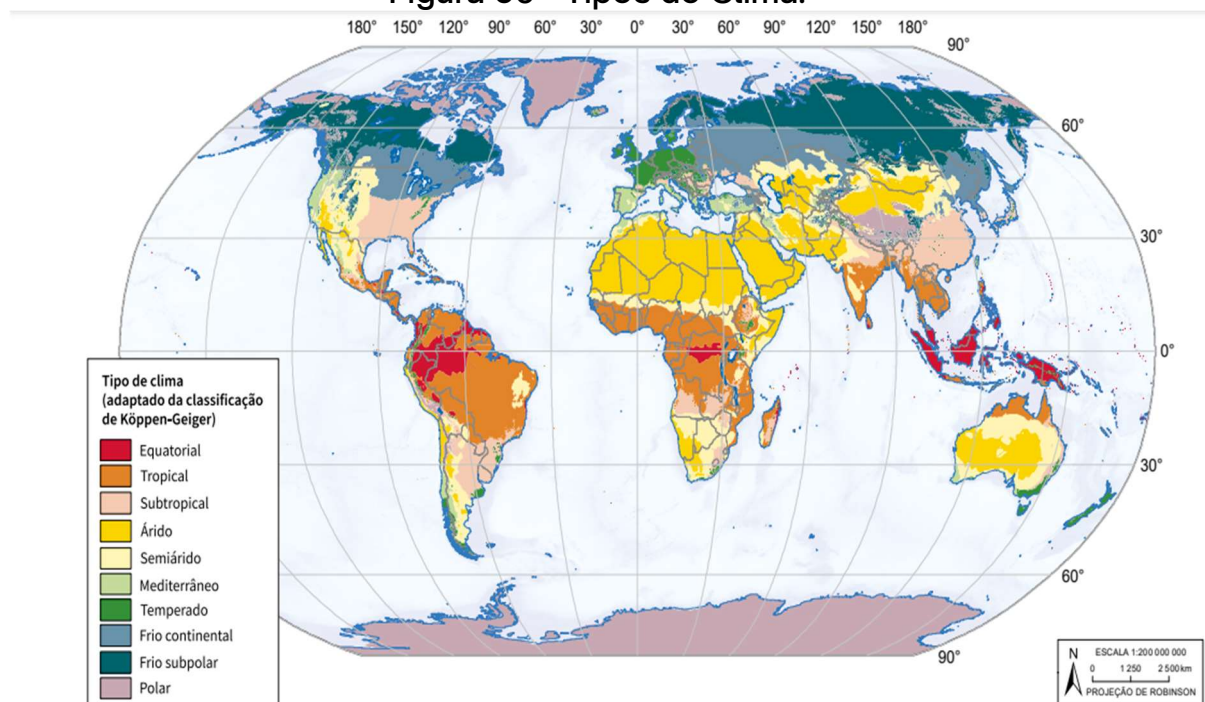 180° 150° 120° 90° 60° 30° 0° 30° 60° 90° 120° 150° 180°
90°
60°
30°
0°
30°
60°
90°
Tipo de clima
(adaptado da classificação
de Köppen-Geiger)
Equatorial
Tropical
Subtropical
Árido
Semiárido
Mediterrâneo
Temperado
Frio continental
Frio subpolar
Polar
N
ESCALA 1:200 000 000
0 1 250 2 500 km
PROJEÇÃO DE ROBINSON